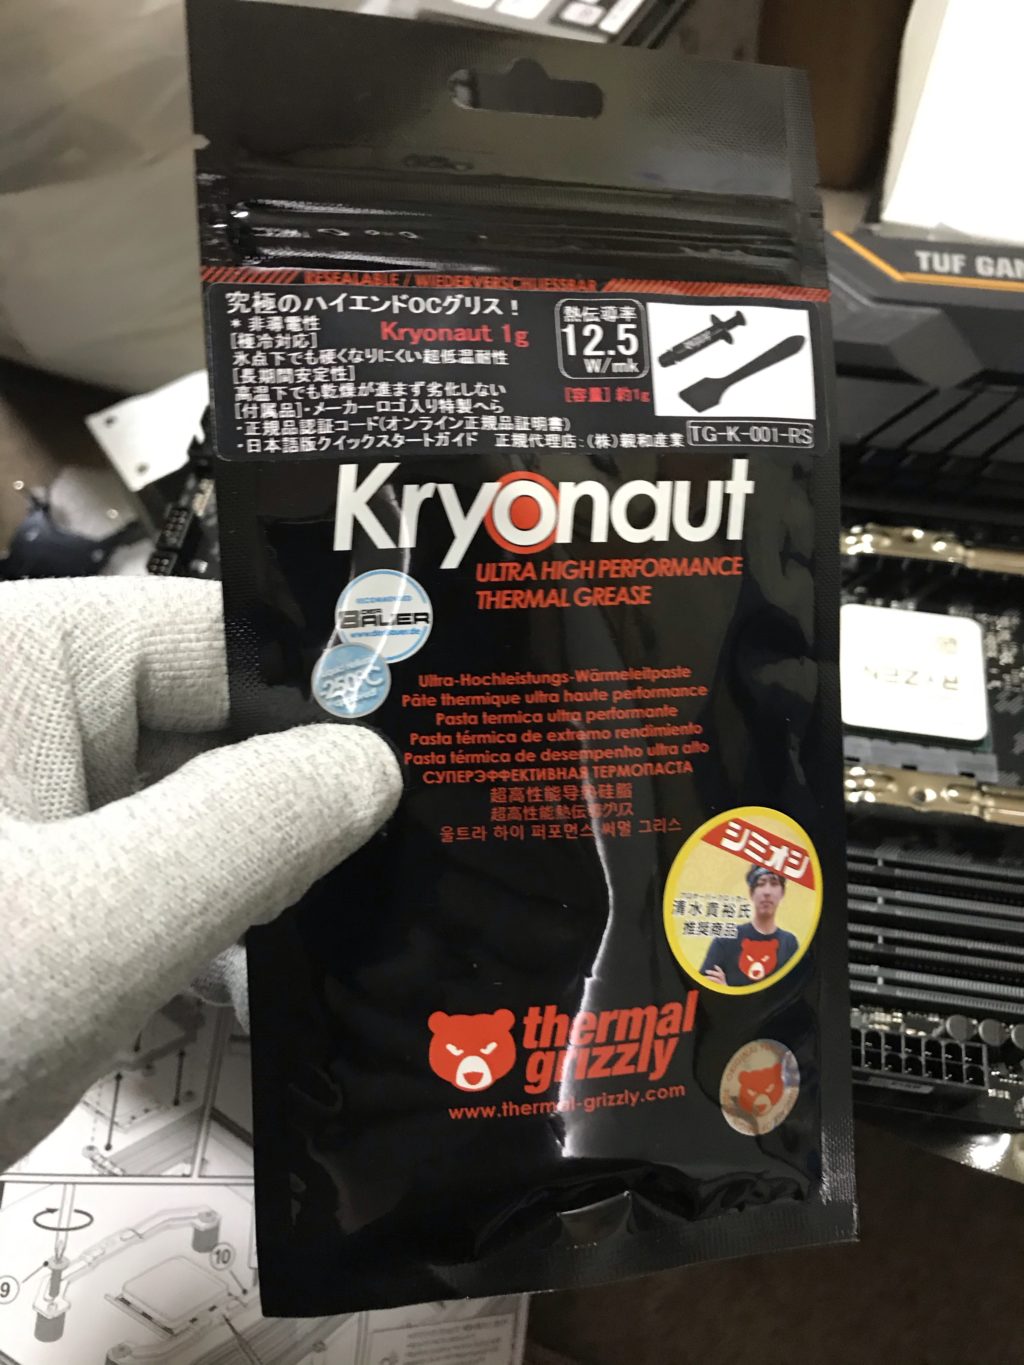 RESEALABLE / WIEDERVERSCHLIESSBAR
究極のハイエンドOCグリス！
* 非導電性
Kryonaut 1g
[極冷対応]
氷点下でも硬くなりにくい超低温耐性
[長期間安定性]
高温下でも乾燥が進まず劣化しない
[付属品]・メーカーロゴ入り特製へら
・正規品認証コード(オンライン正規品証明書)
・日本語版クイックスタートガイド 正規代理店：(株)親和産業
熱伝導率
12.5
W/mk
[容量] 約1g
TG-K-001-RS
TUF GAM
Kryonaut
ULTRA HIGH PERFORMANCE
THERMAL GREASE
RECOMMENDED
DER
BAUER
www.derbauer.de
-250°C
RYZEN
Ultra-Hochleistungs-Wärmeleitpaste
Pâte thermique ultra haute performance
Pasta termica ultra performante
Pasta térmica de extremo rendimiento
Pasta térmica de desempenho ultra alto
СУПЕРЭФФЕКТИВНАЯ ТЕРМОПАСТА
超高性能导热硅脂
超高性能熱伝導グリス
울트라 하이 퍼포먼스 써멀 그리스
シミオシ
清水貴裕氏
推奨商品
thermal
grizzly
www.thermal-grizzly.com
9
10